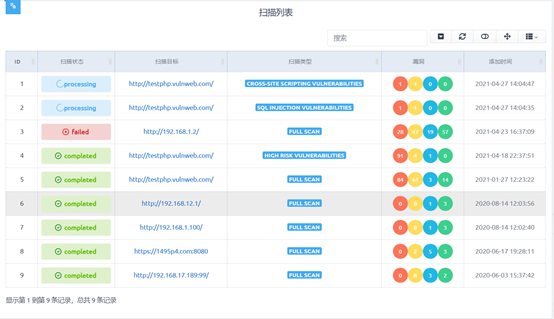 扫描列表
搜索
ID 扫描状态 扫描目标 扫描类型 漏洞 添加时间
1 processing http://testphp.vulnweb.com/ CROSS-SITE SCRIPTING VULNERABILITIES 1 1 0 0 2021-04-27 14:04:47
2 processing http://testphp.vulnweb.com/ SQL INJECTION VULNERABILITIES 1 1 0 0 2021-04-27 14:04:35
3 failed http://192.168.1.2/ FULL SCAN 28 19 57 2021-04-23 16:37:09
4 completed http://testphp.vulnweb.com/ HIGH RISK VULNERABILITIES 91 1 0 2021-04-18 22:37:51
5 completed http://testphp.vulnweb.com/ FULL SCAN 84 3 14 2021-01-27 12:23:22
6 completed http://192.168.12.1/ FULL SCAN 0 0 1 3 2020-08-14 12:03:56
7 completed http://192.168.1.100/ FULL SCAN 0 0 1 3 2020-08-14 12:02:40
8 completed https://1495p4.com:8080 FULL SCAN 0 5 3 2020-06-17 19:28:11
9 completed http://192.168.17.189:99/ FULL SCAN 0 3 2 2020-06-03 15:37:42
显示第 1 到第 9 条记录，总共 9 条记录